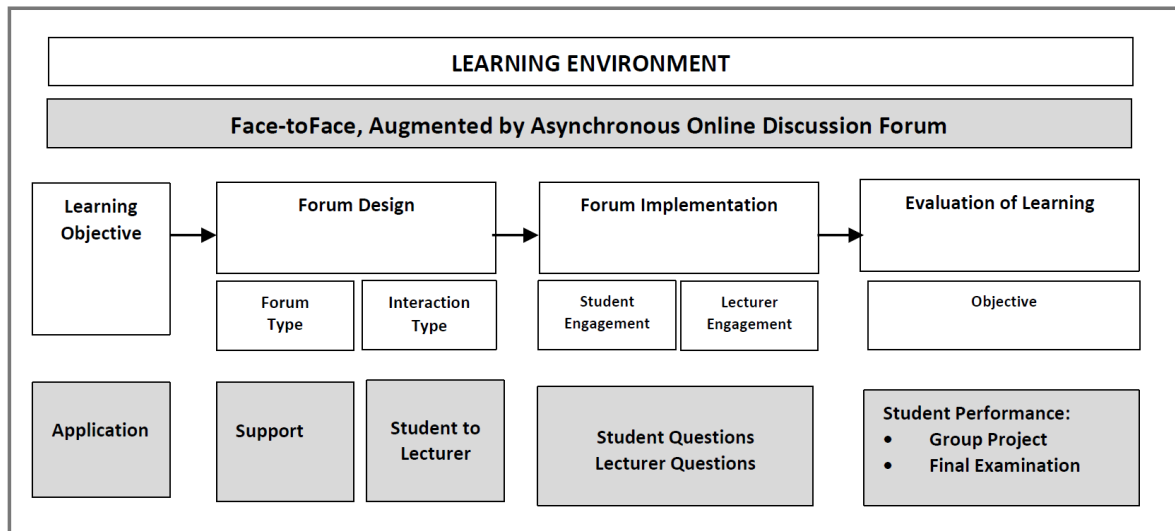 LEARNING ENVIRONMENT
Face-toFace, Augmented by Asynchronous Online Discussion Forum
Learning
Objective
Forum Design
Forum Implementation
Evaluation of Learning
Forum
Type
Interaction
Type
Student
Engagement
Lecturer
Engagement
Objective
Application
Support
Student to
Lecturer
Student Questions
Lecturer Questions
Student Performance:
• Group Project
• Final Examination